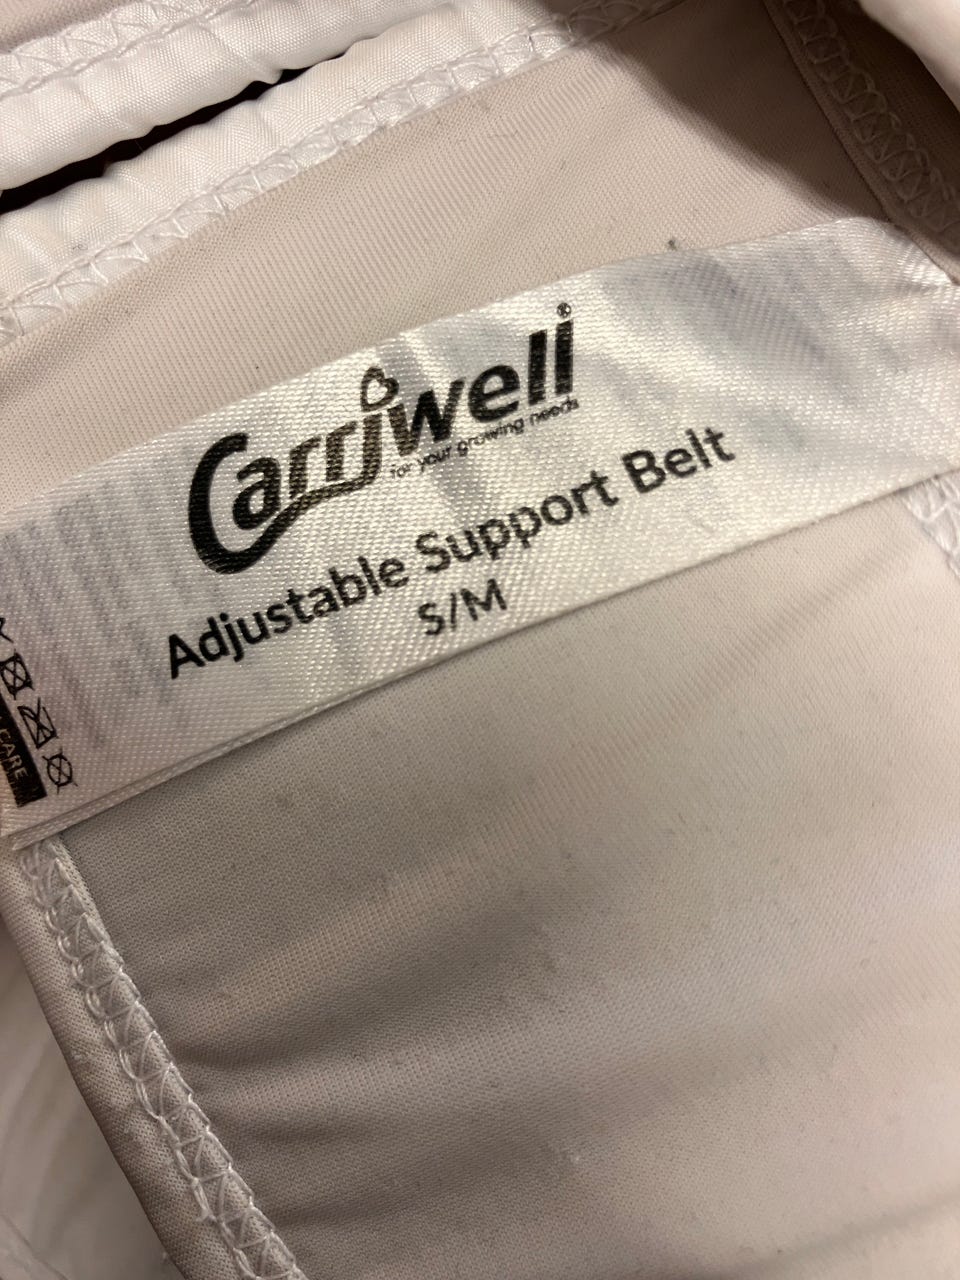 Carriwell®
for your growing needs
Adjustable Support Belt
S/M
CARE